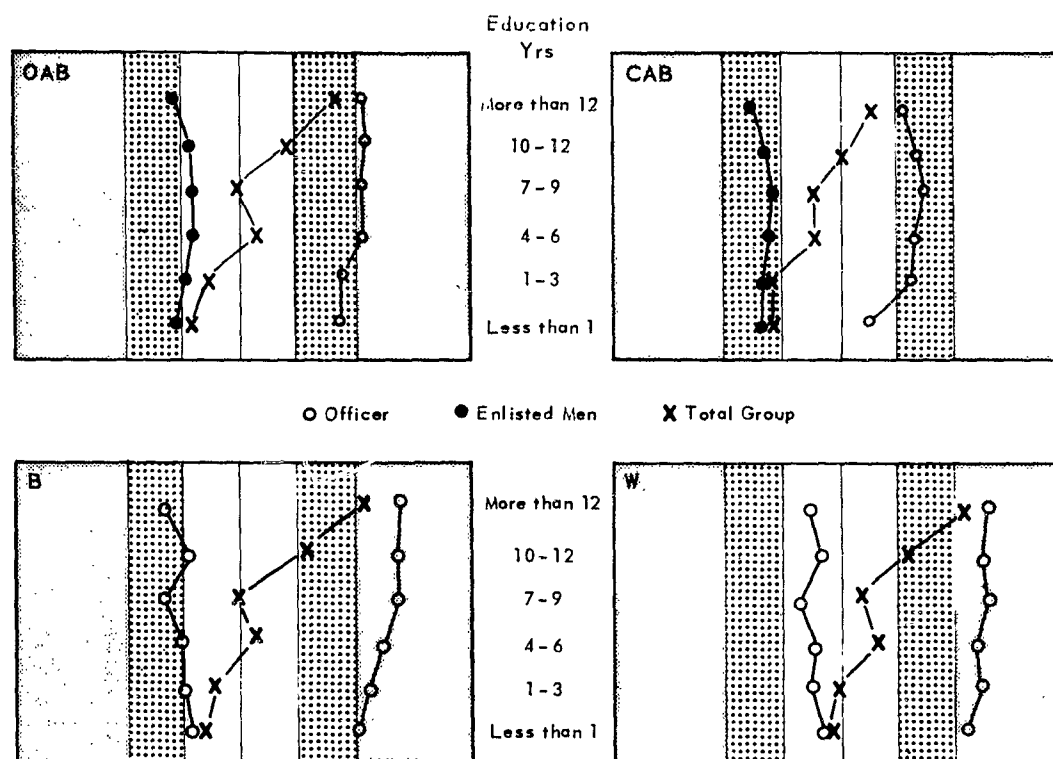 Education
Yrs
OAB
CAB
More than 12
10 - 12
7 - 9
4 - 6
1 - 3
Less than 1
Officer
Enlisted Men
Total Group
B
W
More than 12
10 - 12
7 - 9
4 - 6
1 - 3
Less than 1